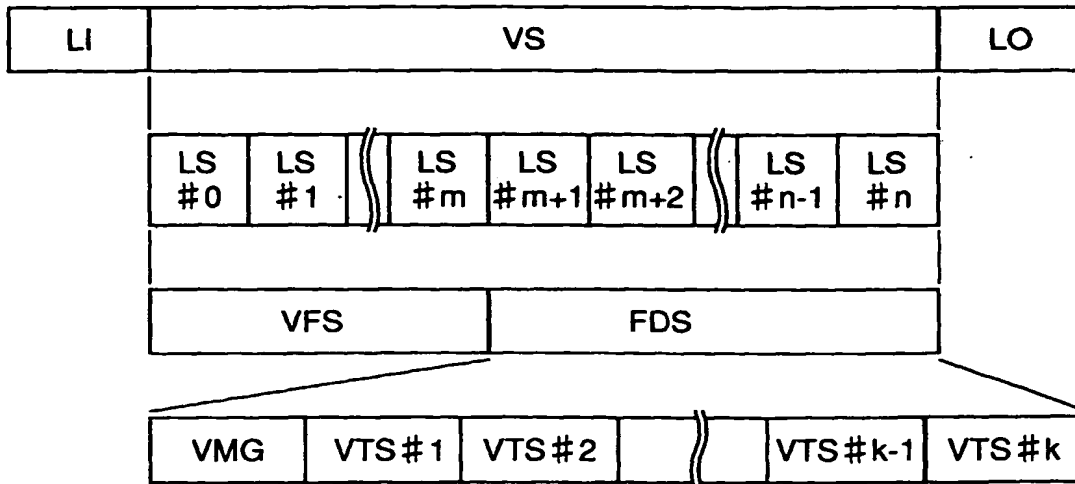 LI VS LO
LS #0 LS #1 LS #m LS #m+1 LS #m+2 LS #n-1 LS #n
VFS FDS
VMG VTS#1 VTS#2 VTS#k-1 VTS#k